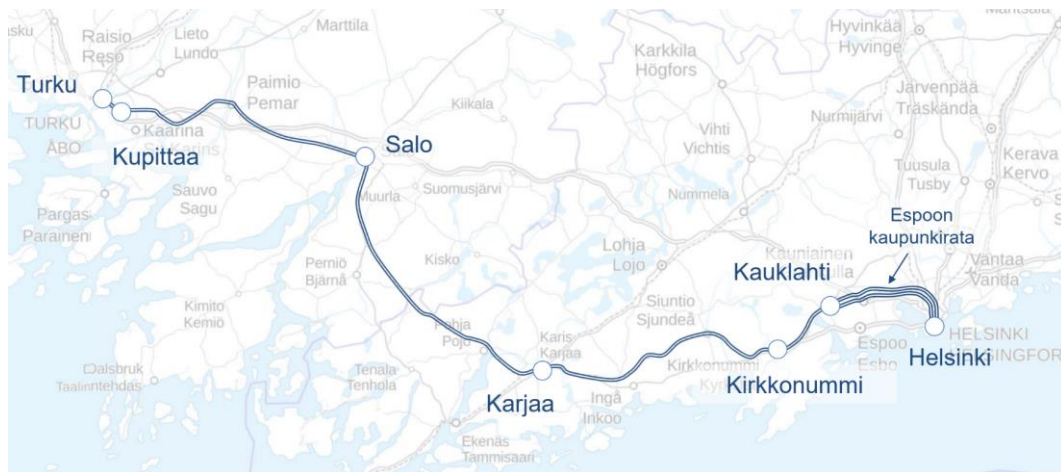 Raisio
Reso
Lieto
Lundo
Marttila
Hyvinkää
Hyvinge
Karkkila
Högfors
Turku
Paimio
Pemar
Kiikala
Järvenpää
Träskända
TURKU
ÅBO
Kaarina
Karins
Kupittaa
Salo
Vihti
Vichtis
Nurmijärvi
Kerava
Kervo
Tuusula
Tusby
Sauvo
Sagu
Muurla
Suomusjärvi
Nummela
Pargas
Parainen
Espoon
kaupunkirata
Perniö
Bjärnå
Kisko
Lohja
Lojo
Kauniainen
Vantaa
Vanda
Kauklahti
Kimito
Kemiö
Siuntio
Sjundeå
Pojo
Karis
Karjaa
Espoo
Esbo
HELSINKI
Helsinki
Dalsbruk
Taalintehdas
Tenala
Tenhola
Kirkkonummi
Kirkkonummi
Karjaa
Ingå
Inkoo
Ekenäs
Tammisaari